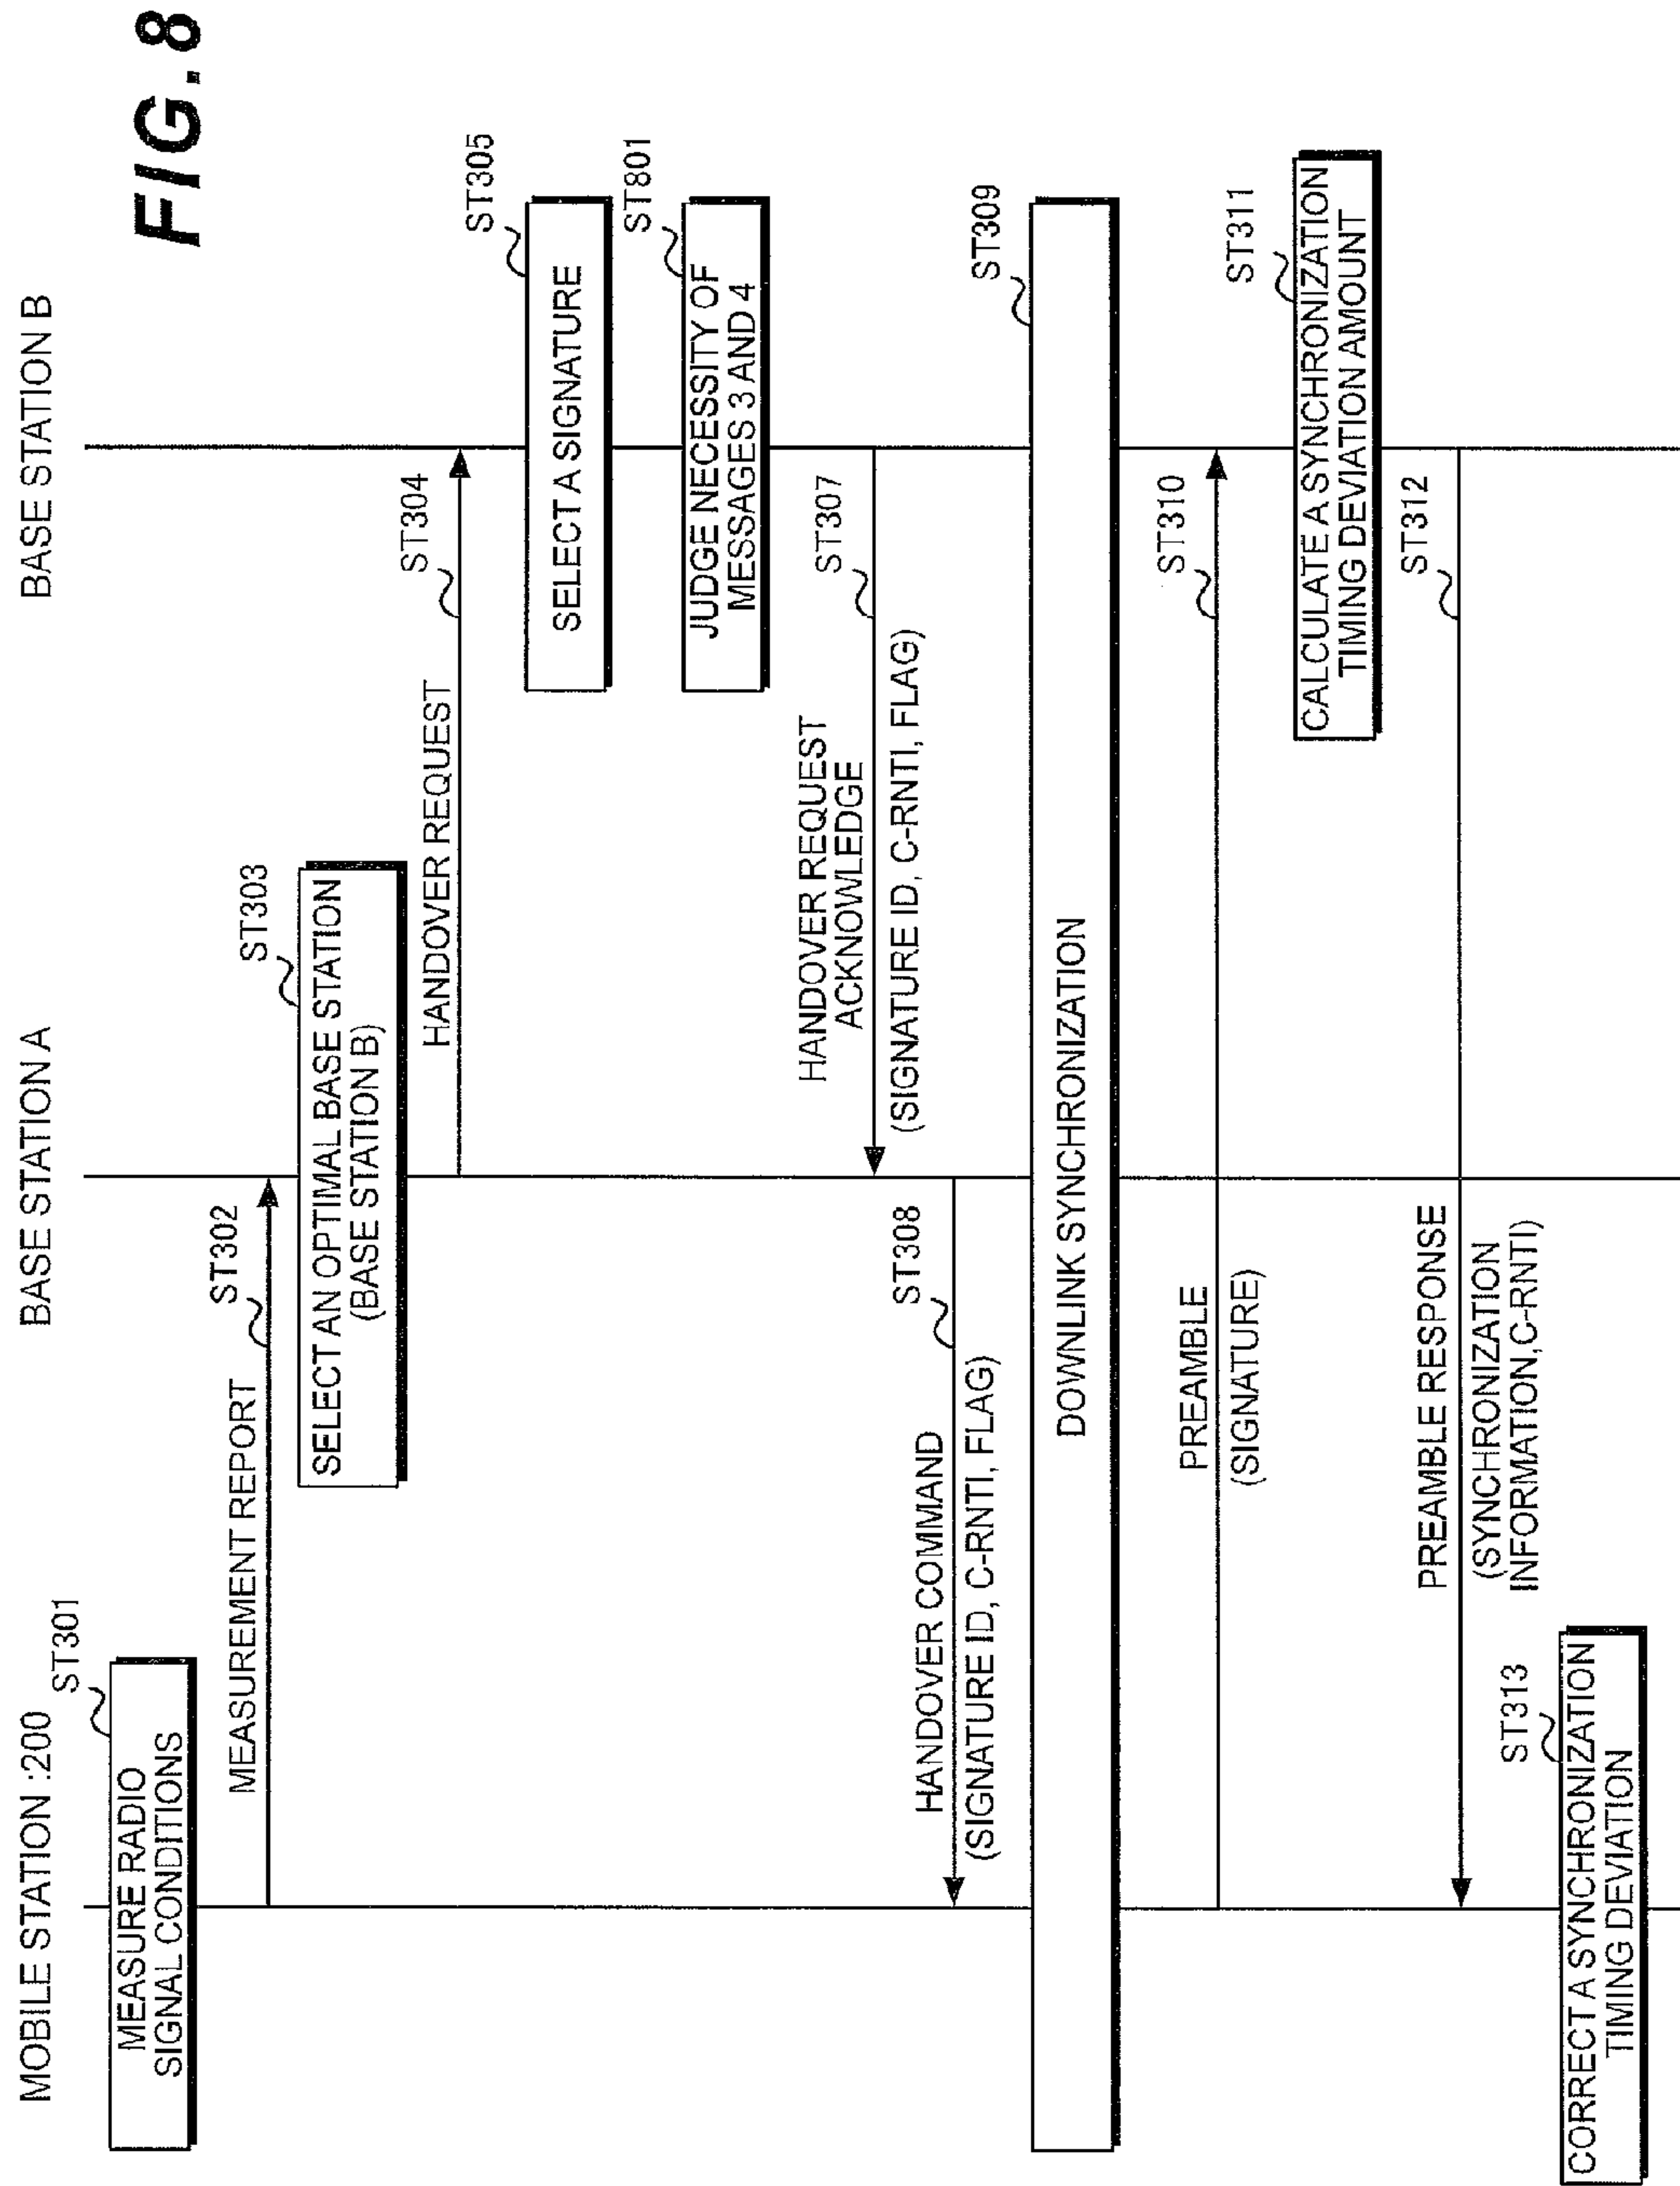 FIG.8
MOBILE STATION :200
BASE STATION A
BASE STATION B
ST301
MEASURE RADIO
SIGNAL CONDITIONS
MEASUREMENT REPORT
ST302
ST303
SELECT AN OPTIMAL BASE STATION
(BASE STATION B)
HANDOVER REQUEST
ST304
ST305
SELECT A SIGNATURE
ST801
JUDGE NECESSITY OF
MESSAGES 3 AND 4
HANDOVER REQUEST
ACKNOWLEDGE
ST307
(SIGNATURE ID, C-RNTI, FLAG)
HANDOVER COMMAND
ST308
(SIGNATURE ID, C-RNTI, FLAG)
ST309
DOWNLINK SYNCHRONIZATION
PREAMBLE
ST310
(SIGNATURE)
ST311
CALCULATE A SYNCHRONIZATION
TIMING DEVIATION AMOUNT
PREAMBLE RESPONSE
ST312
(SYNCHRONIZATION
INFORMATION,C-RNTI)
ST313
CORRECT A SYNCHRONIZATION
TIMING DEVIATION